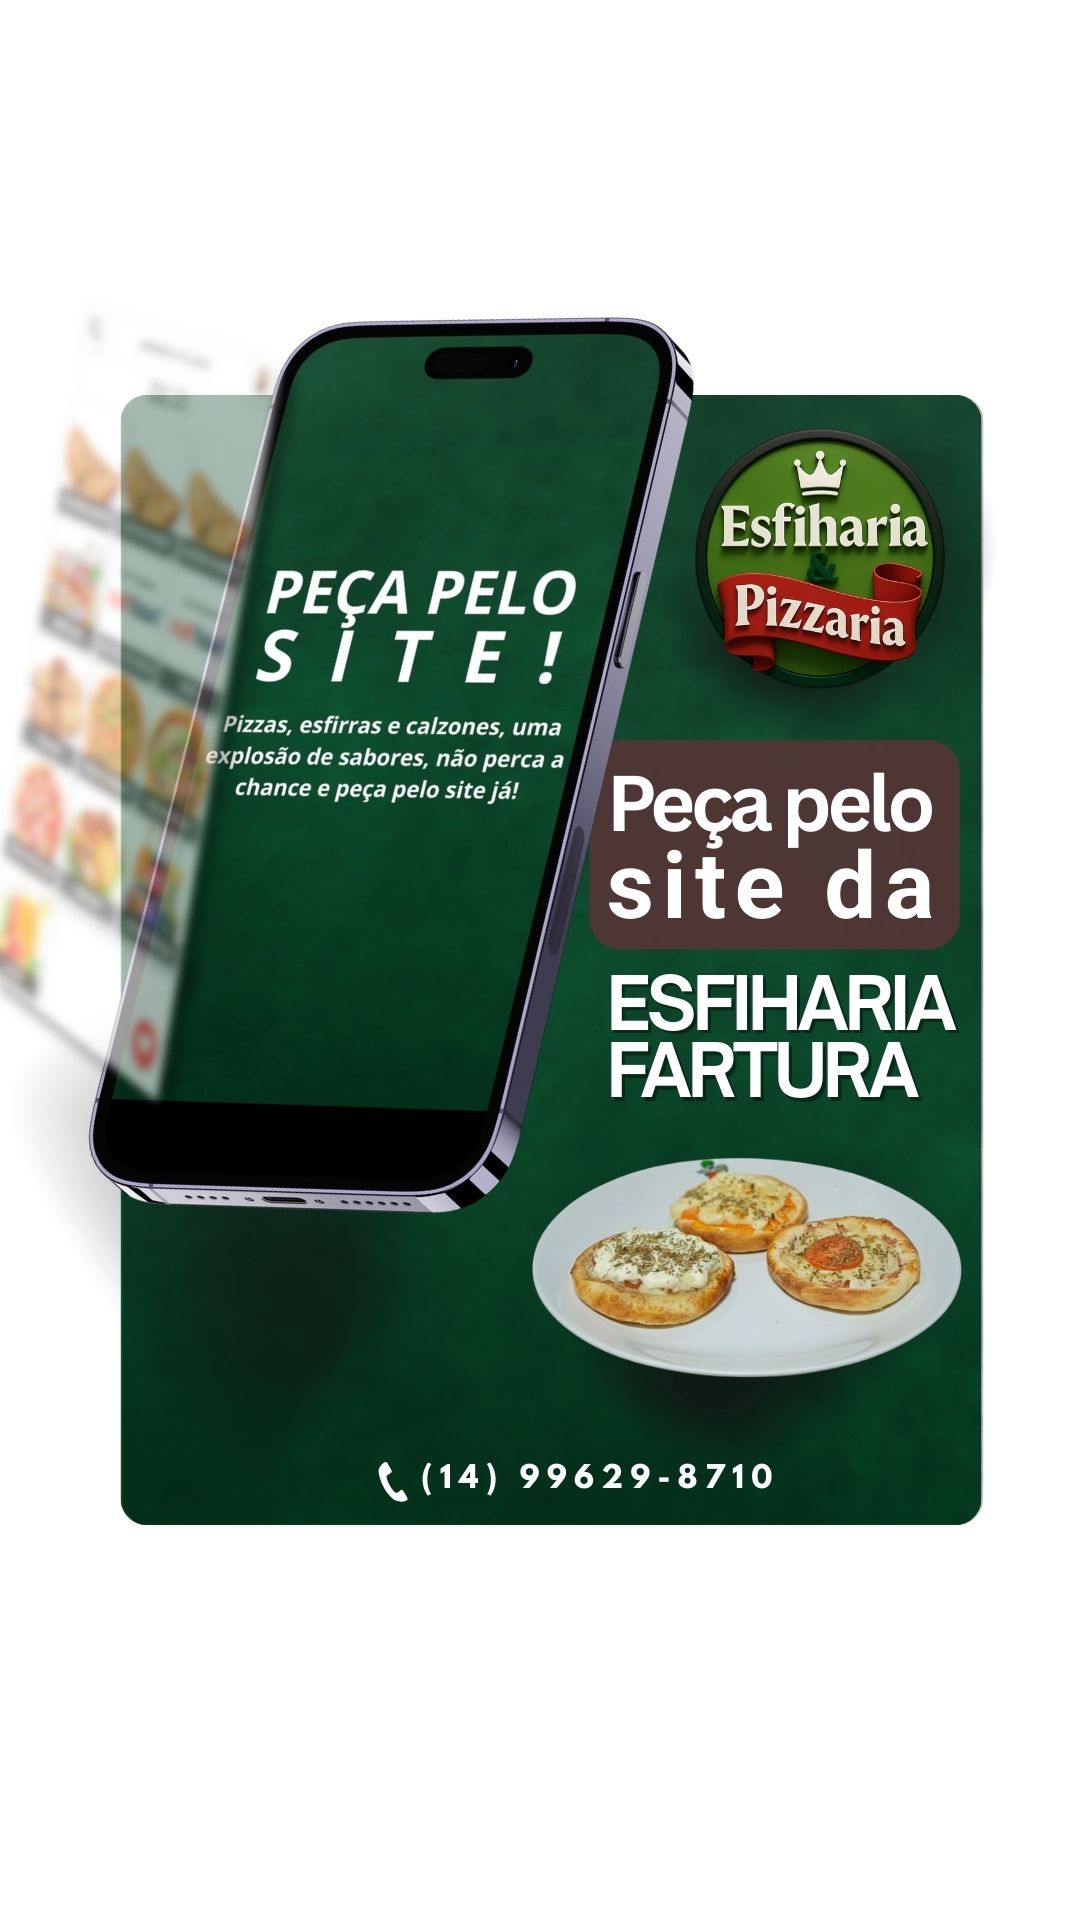 PEÇA PELO
SITE!
Pizzas, esfirras e calzones, uma
explosão de sabores, não perca a
chance e peça pelo site já!
Esfiharia
&
Pizzaria
Peça pelo
site da
ESFIHARIA
FARTURA
(14) 99629-8710